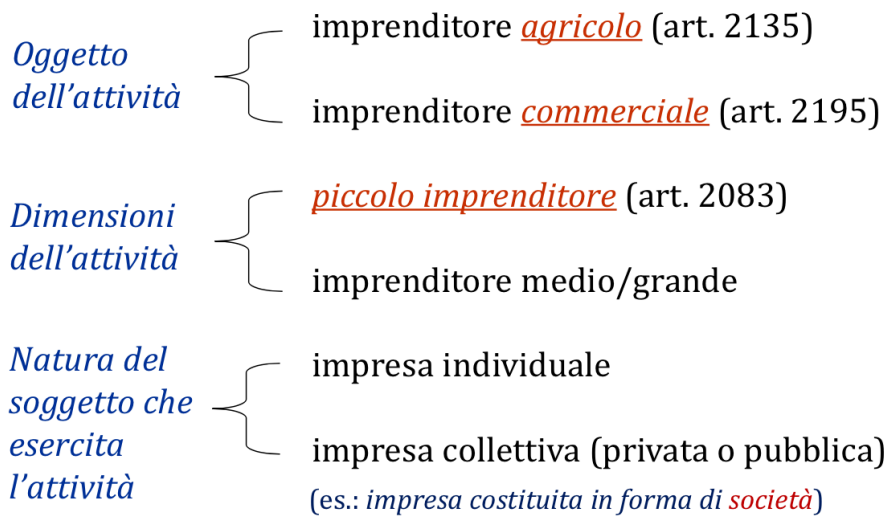 Oggetto
dell’attività
imprenditore agricolo (art. 2135)
imprenditore commerciale (art. 2195)
Dimensioni
dell’attività
piccolo imprenditore (art. 2083)
imprenditore medio/grande
Natura del
soggetto che
esercita
l’attività
impresa individuale
impresa collettiva (privata o pubblica)
(es.: impresa costituita in forma di società)